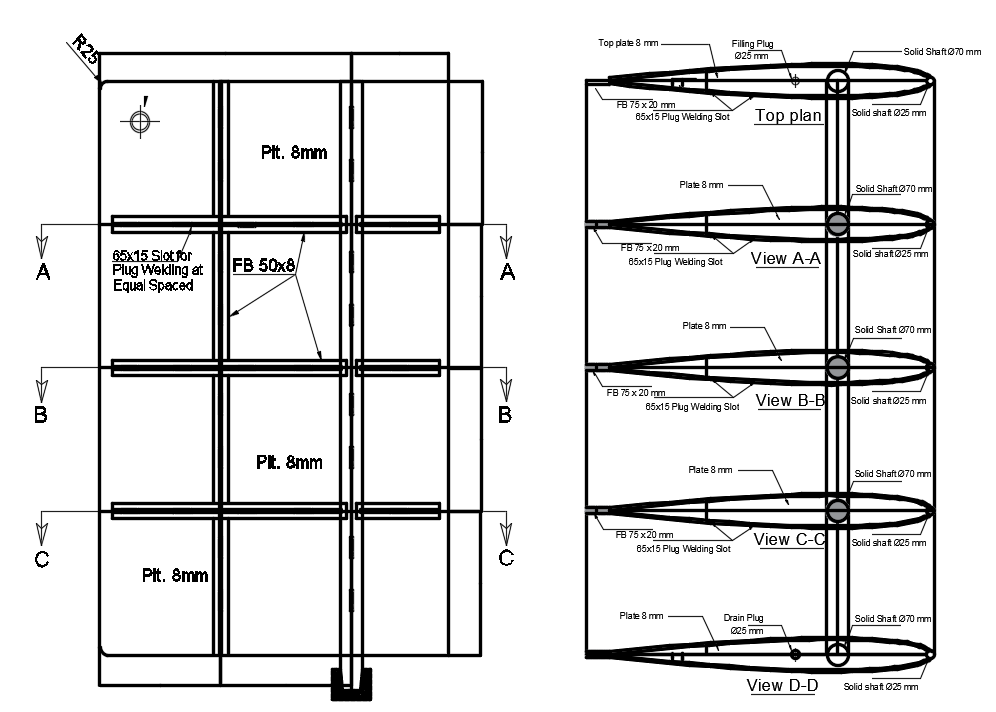 R25
Plt. 8mm
A
A
65x15 Slot for
Plug Welding at
Equal Spaced
FB 50x8
B
B
Plt. 8mm
C
C
Plt. 8mm
Top plate 8 mm
Filling Plug
Ø25 mm
Solid Shaft Ø70 mm
FB 75 x 20 mm
65x15 Plug Welding Slot
Top plan
Solid shaft Ø25 mm
Plate 8 mm
Solid Shaft Ø70 mm
FB 75 x 20 mm
65x15 Plug Welding Slot
View A-A
Solid shaft Ø25 mm
Plate 8 mm
Solid Shaft Ø70 mm
FB 75 x 20 mm
65x15 Plug Welding Slot
View B-B
Solid shaft Ø25 mm
Plate 8 mm
Solid Shaft Ø70 mm
FB 75 x 20 mm
65x15 Plug Welding Slot
View C-C
Solid shaft Ø25 mm
Plate 8 mm
Drain Plug
Ø25 mm
Solid Shaft Ø70 mm
View D-D
Solid shaft Ø25 mm